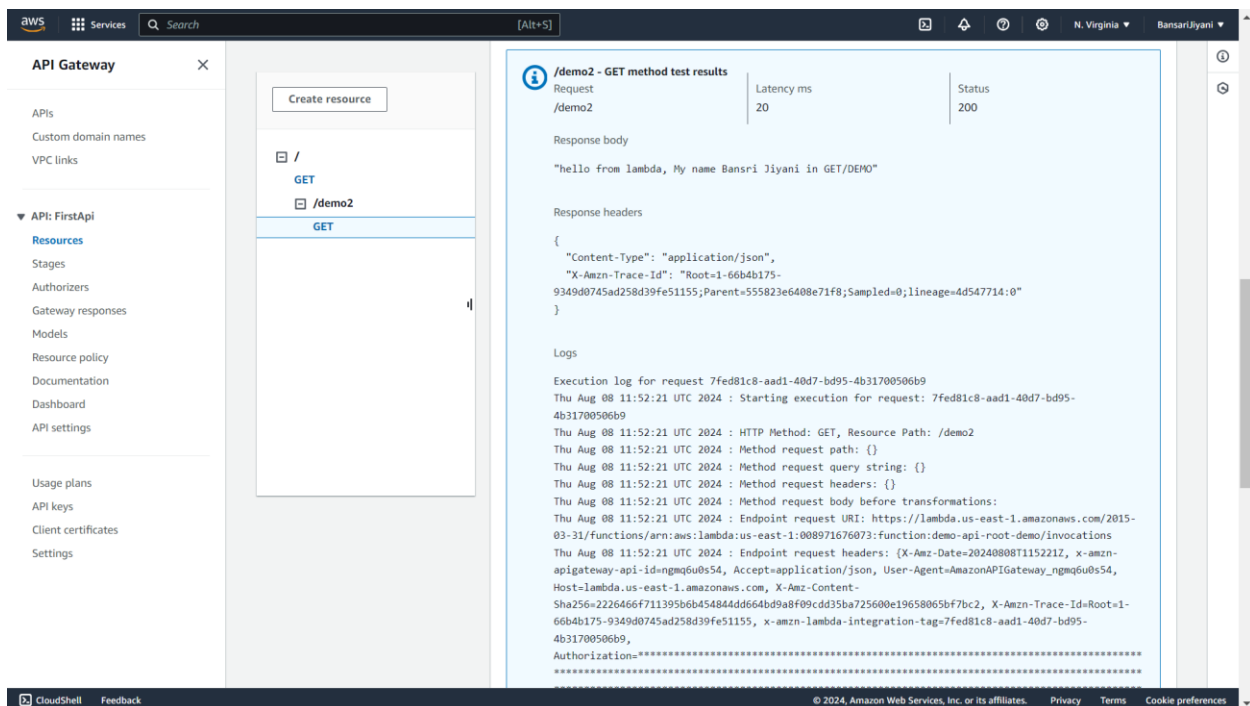 aws
Services
Search
[Alt+S]
N. Virginia ▼
BansariJiyani ▼
API Gateway
APIs
Custom domain names
VPC links
▼ API: FirstApi
Resources
Stages
Authorizers
Gateway responses
Models
Resource policy
Documentation
Dashboard
API settings
Usage plans
API keys
Client certificates
Settings
Create resource
/
GET
/demo2
GET
/demo2 - GET method test results
Request
/demo2
Latency ms
20
Status
200
Response body
"hello from lambda, My name Bansri Jiyani in GET/DEMO"
Response headers
{
"Content-Type": "application/json",
"X-Amzn-Trace-Id": "Root=1-66b4b175-
9349d0745ad258d39fe51155;Parent=555823e6408e71f8;Sampled=0;lineage=4d547714:0"
}
Logs
Execution log for request 7fed81c8-aad1-40d7-bd95-4b31700506b9
Thu Aug 08 11:52:21 UTC 2024 : Starting execution for request: 7fed81c8-aad1-40d7-bd95-
4b31700506b9
Thu Aug 08 11:52:21 UTC 2024 : HTTP Method: GET, Resource Path: /demo2
Thu Aug 08 11:52:21 UTC 2024 : Method request path: {}
Thu Aug 08 11:52:21 UTC 2024 : Method request query string: {}
Thu Aug 08 11:52:21 UTC 2024 : Method request headers: {}
Thu Aug 08 11:52:21 UTC 2024 : Method request body before transformations:
Thu Aug 08 11:52:21 UTC 2024 : Endpoint request URI: https://lambda.us-east-1.amazonaws.com/2015-
03-31/functions/arn:aws:lambda:us-east-1:008971676073:function:demo-api-root-demo/invocations
Thu Aug 08 11:52:21 UTC 2024 : Endpoint request headers: {X-Amz-Date=20240808T115221Z, x-amzn-
apigateway-api-id=ngmq6u0s54, Accept=application/json, User-Agent=AmazonAPIGateway_ngmq6u0s54,
Host=lambda.us-east-1.amazonaws.com, X-Amz-Content-
Sha256=2226466f711395b6b454844dd664bd9a8f09cdd35ba725600e19658065bf7bc2, X-Amzn-Trace-Id=Root=1-
66b4b175-9349d0745ad258d39fe51155, x-amzn-lambda-integration-tag=7fed81c8-aad1-40d7-bd95-
4b31700506b9,
Authorization=************************************************************************************
CloudShell
Feedback
© 2024, Amazon Web Services, Inc. or its affiliates.
Privacy
Terms
Cookie preferences